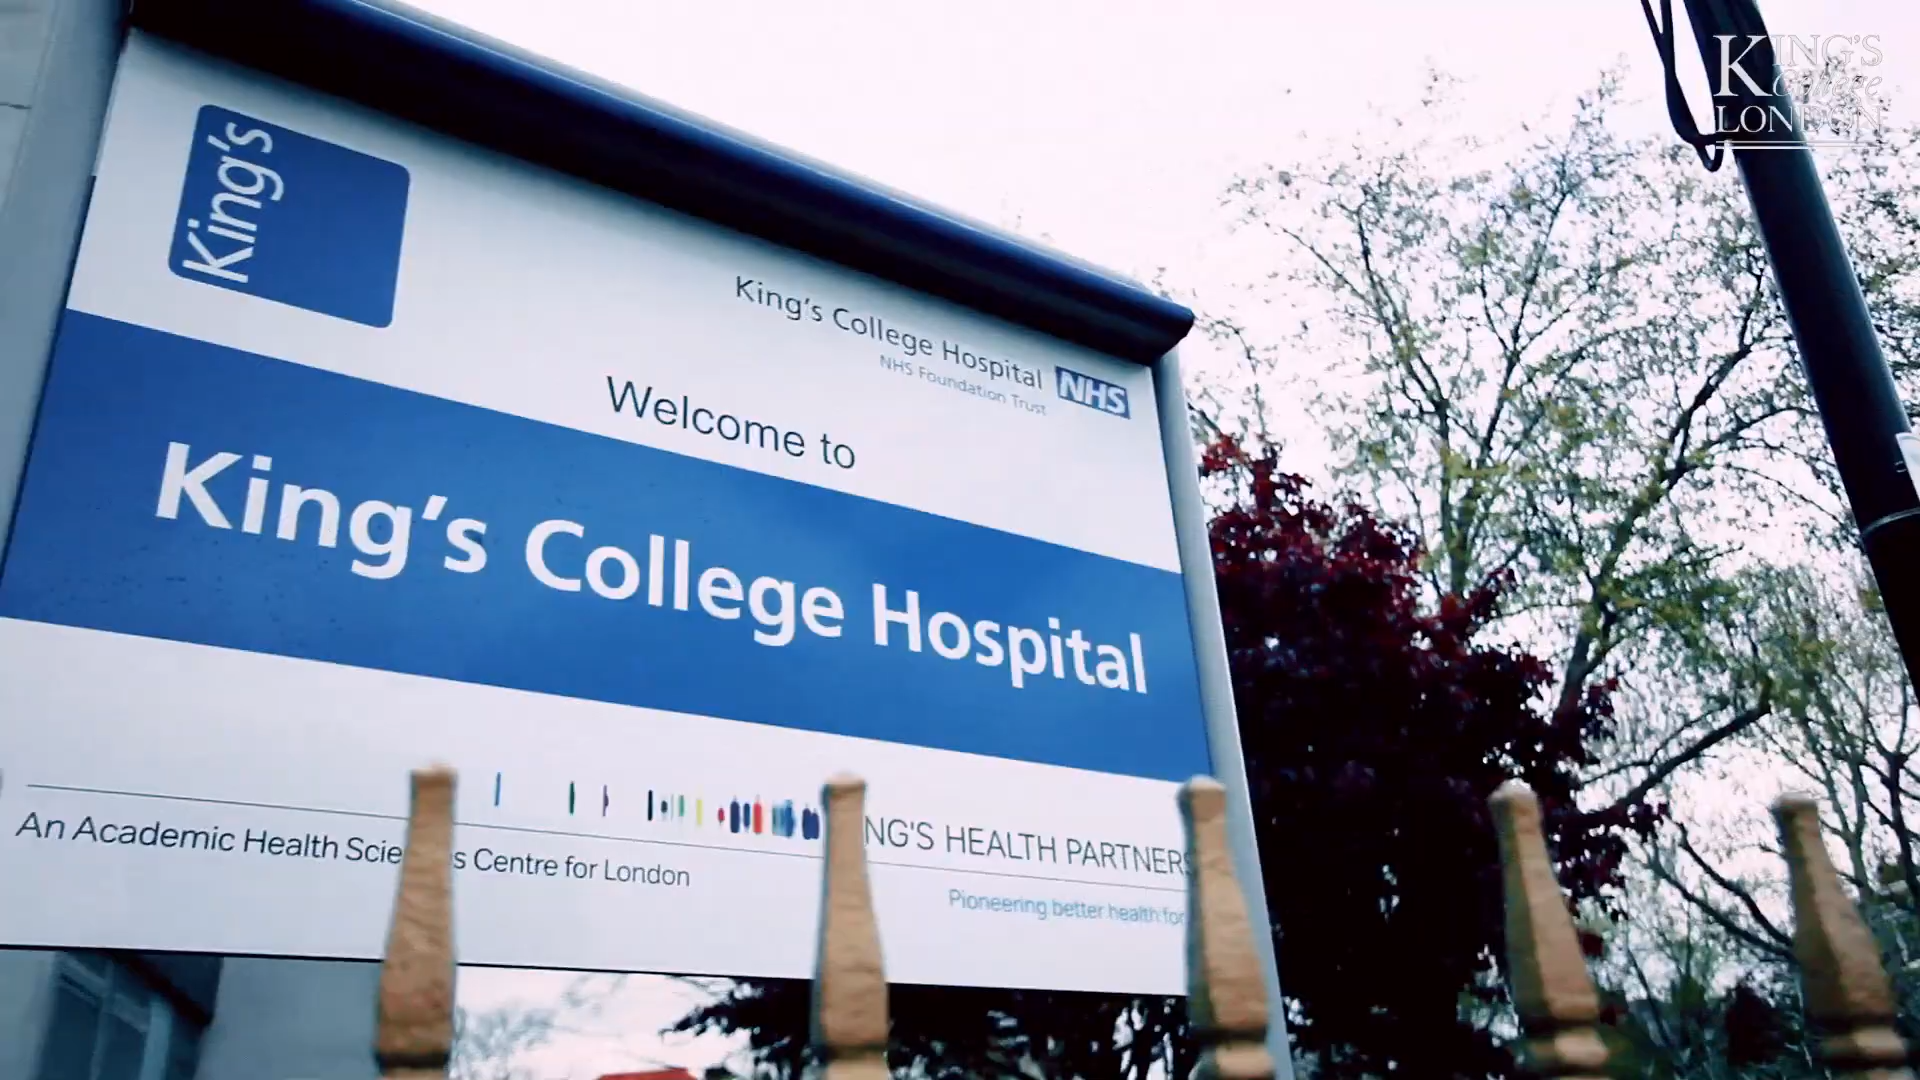 King's
King's College Hospital NHS
NHS Foundation Trust
Welcome to
King's College Hospital
NG'S HEALTH PARTNERS
An Academic Health Sci s Centre for London
Pioneering better health for
KING'S
College
LONDON